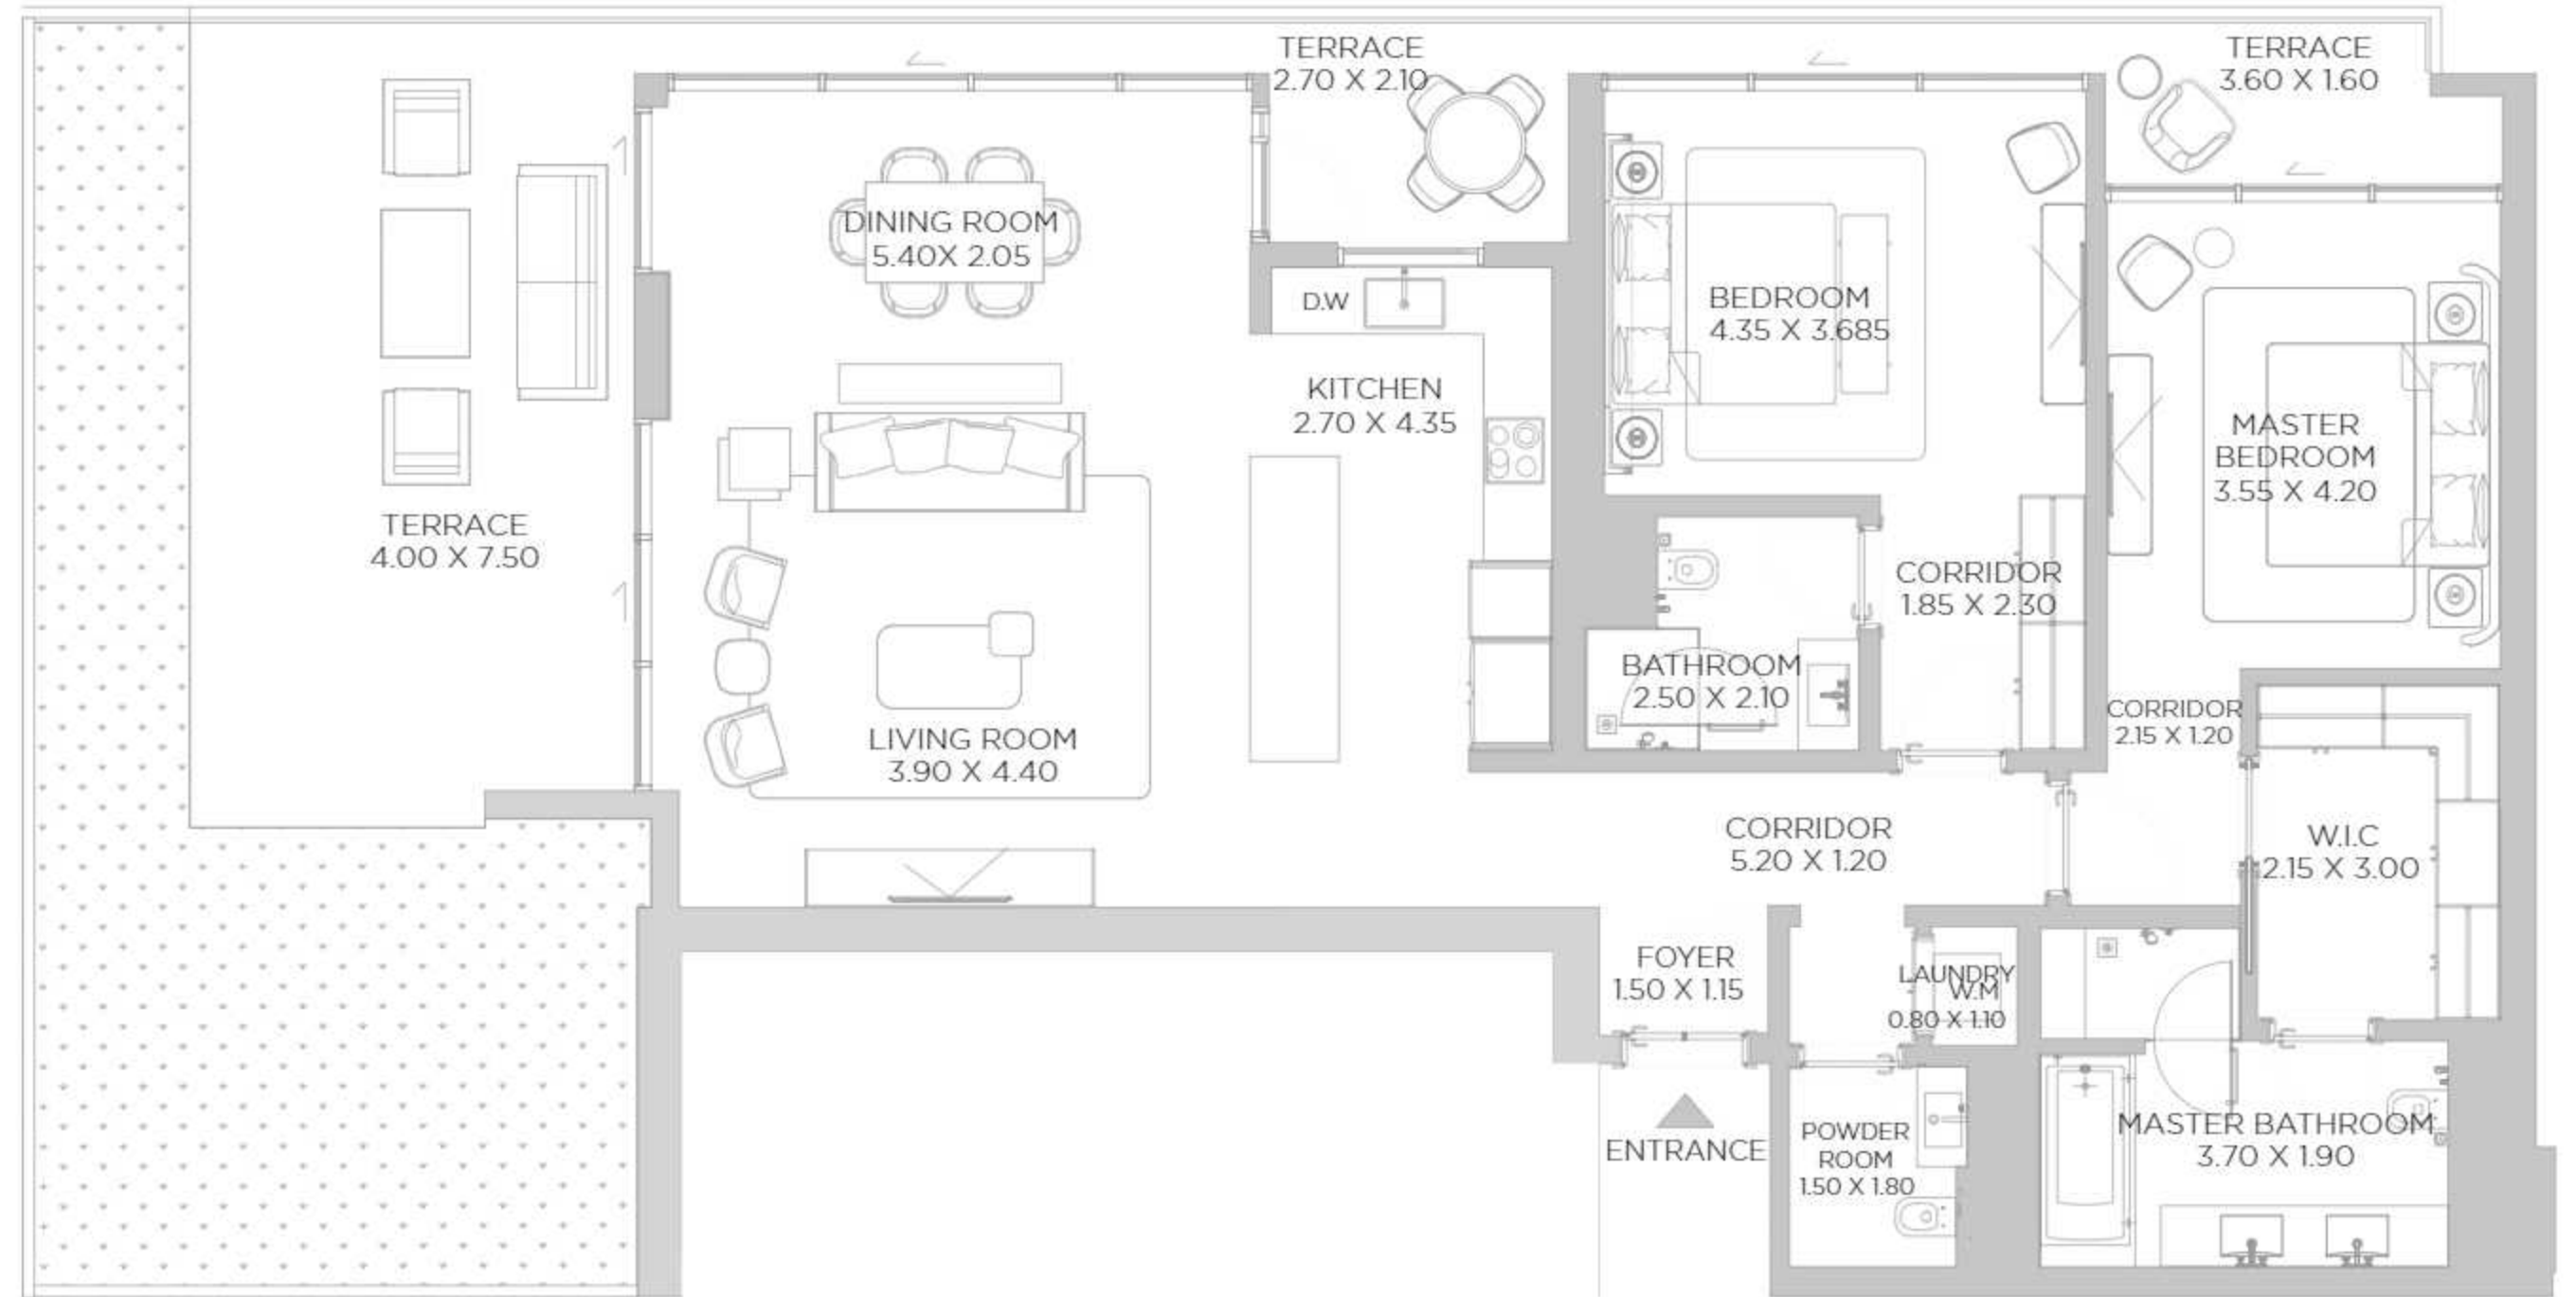 TERRACE
2.70 X 2.10
TERRACE
3.60 X 1.60
DINING ROOM
5.40X 2.05
D.W
BEDROOM
4.35 X 3.685
KITCHEN
2.70 X 4.35
MASTER
BEDROOM
3.55 X 4.20
TERRACE
4.00 X 7.50
CORRIDOR
1.85 X 2.30
BATHROOM
2.50 X 2.10
CORRIDOR
2.15 X 1.20
LIVING ROOM
3.90 X 4.40
CORRIDOR
5.20 X 1.20
W.I.C
2.15 X 3.00
FOYER
1.50 X 1.15
LAUNDRY
W.M
0.80 X 1.10
ENTRANCE
POWDER
ROOM
1.50 X 1.80
MASTER BATHROOM
3.70 X 1.90